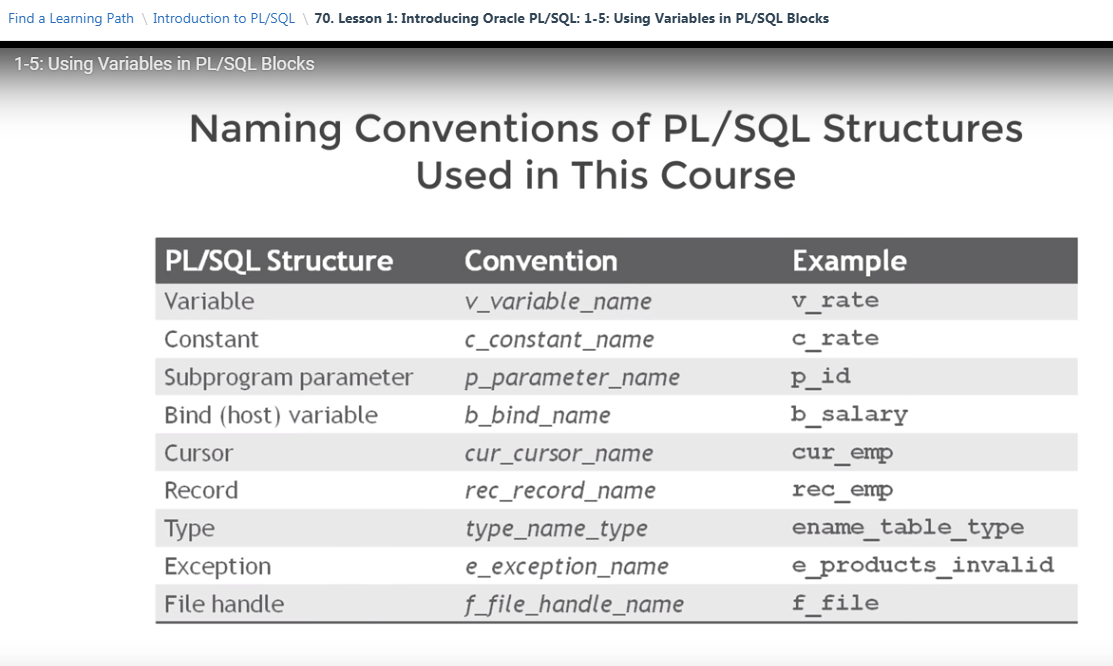 Find a Learning Path \ Introduction to PL/SQL \ 70. Lesson 1: Introducing Oracle PL/SQL: 1-5: Using Variables in PL/SQL Blocks
1-5: Using Variables in PL/SQL Blocks
Naming Conventions of PL/SQL Structures
Used in This Course
PL/SQL Structure Convention Example
Variable v_variable_name v_rate
Constant c_constant_name c_rate
Subprogram parameter p_parameter_name p_id
Bind (host) variable b_bind_name b_salary
Cursor cur_cursor_name cur_emp
Record rec_record_name rec_emp
Type type_name_type ename_table_type
Exception e_exception_name e_products_invalid
File handle f_file_handle_name f_file